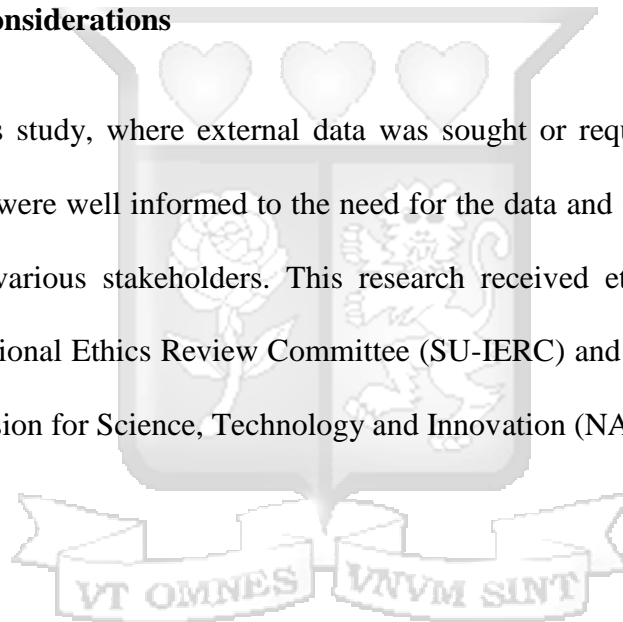 onsiderations
s study, where external data was sought or requ
were well informed to the need for the data and
various stakeholders. This research received et
ional Ethics Review Committee (SU-IERC) and
sion for Science, Technology and Innovation (NA
VT OMNES VNVM SINT